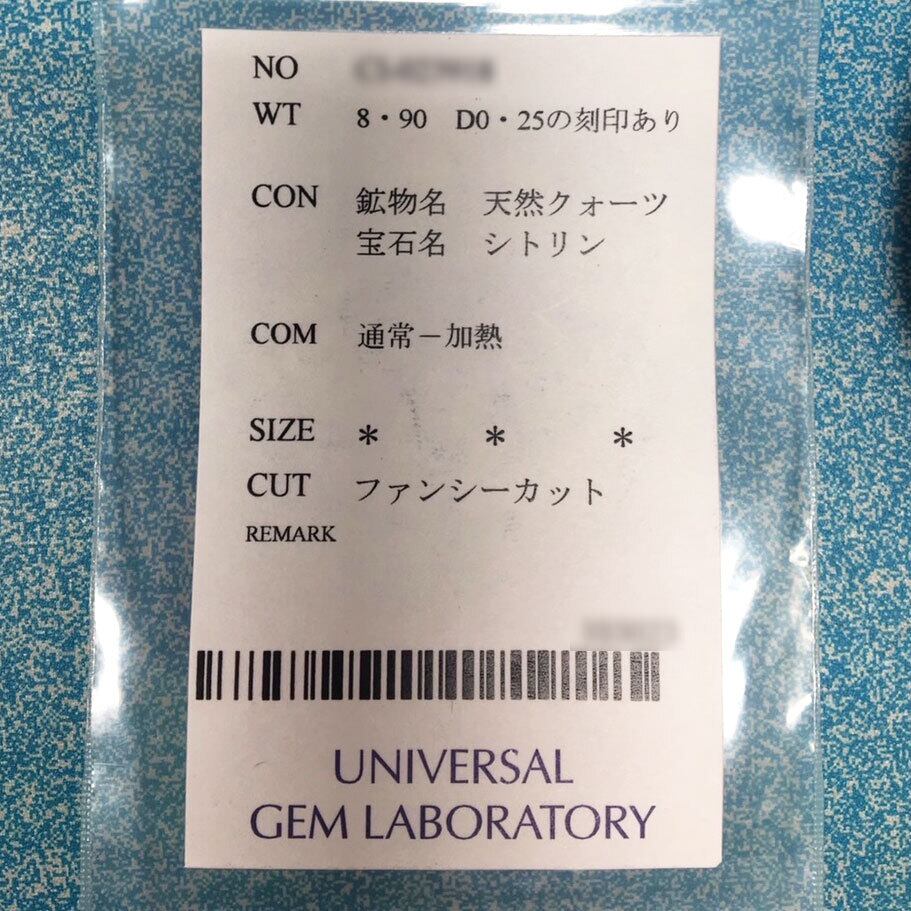 NO
WT 8・90 D0・25の刻印あり
CON 鉱物名 天然クォーツ
宝石名 シトリン
COM 通常－加熱
SIZE * * *
CUT ファンシーカット
REMARK
UNIVERSAL
GEM LABORATORY